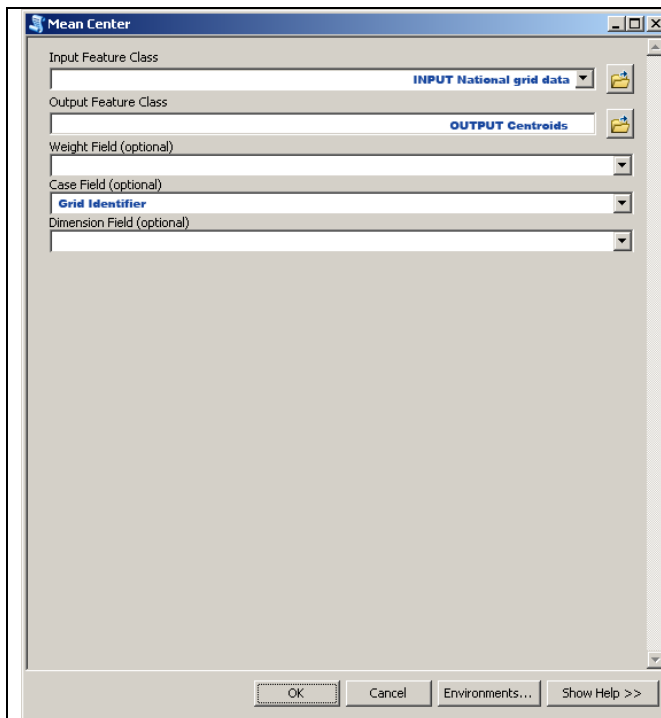 Mean Center
Input Feature Class
INPUT National grid data
Output Feature Class
OUTPUT Centroids
Weight Field (optional)
Case Field (optional)
Grid Identifier
Dimension Field (optional)
OK Cancel Environments... Show Help >>